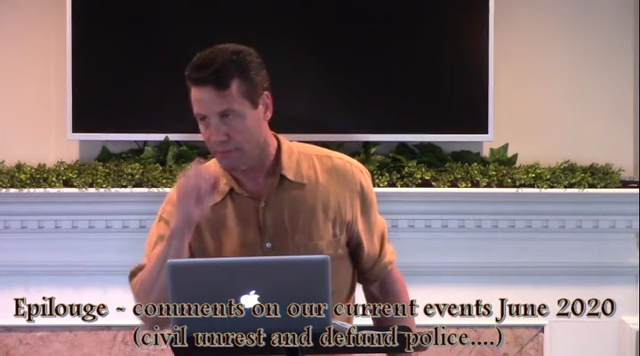 Epilouge ~ comments on our current events June 2020
(civil unrest and defund police....)